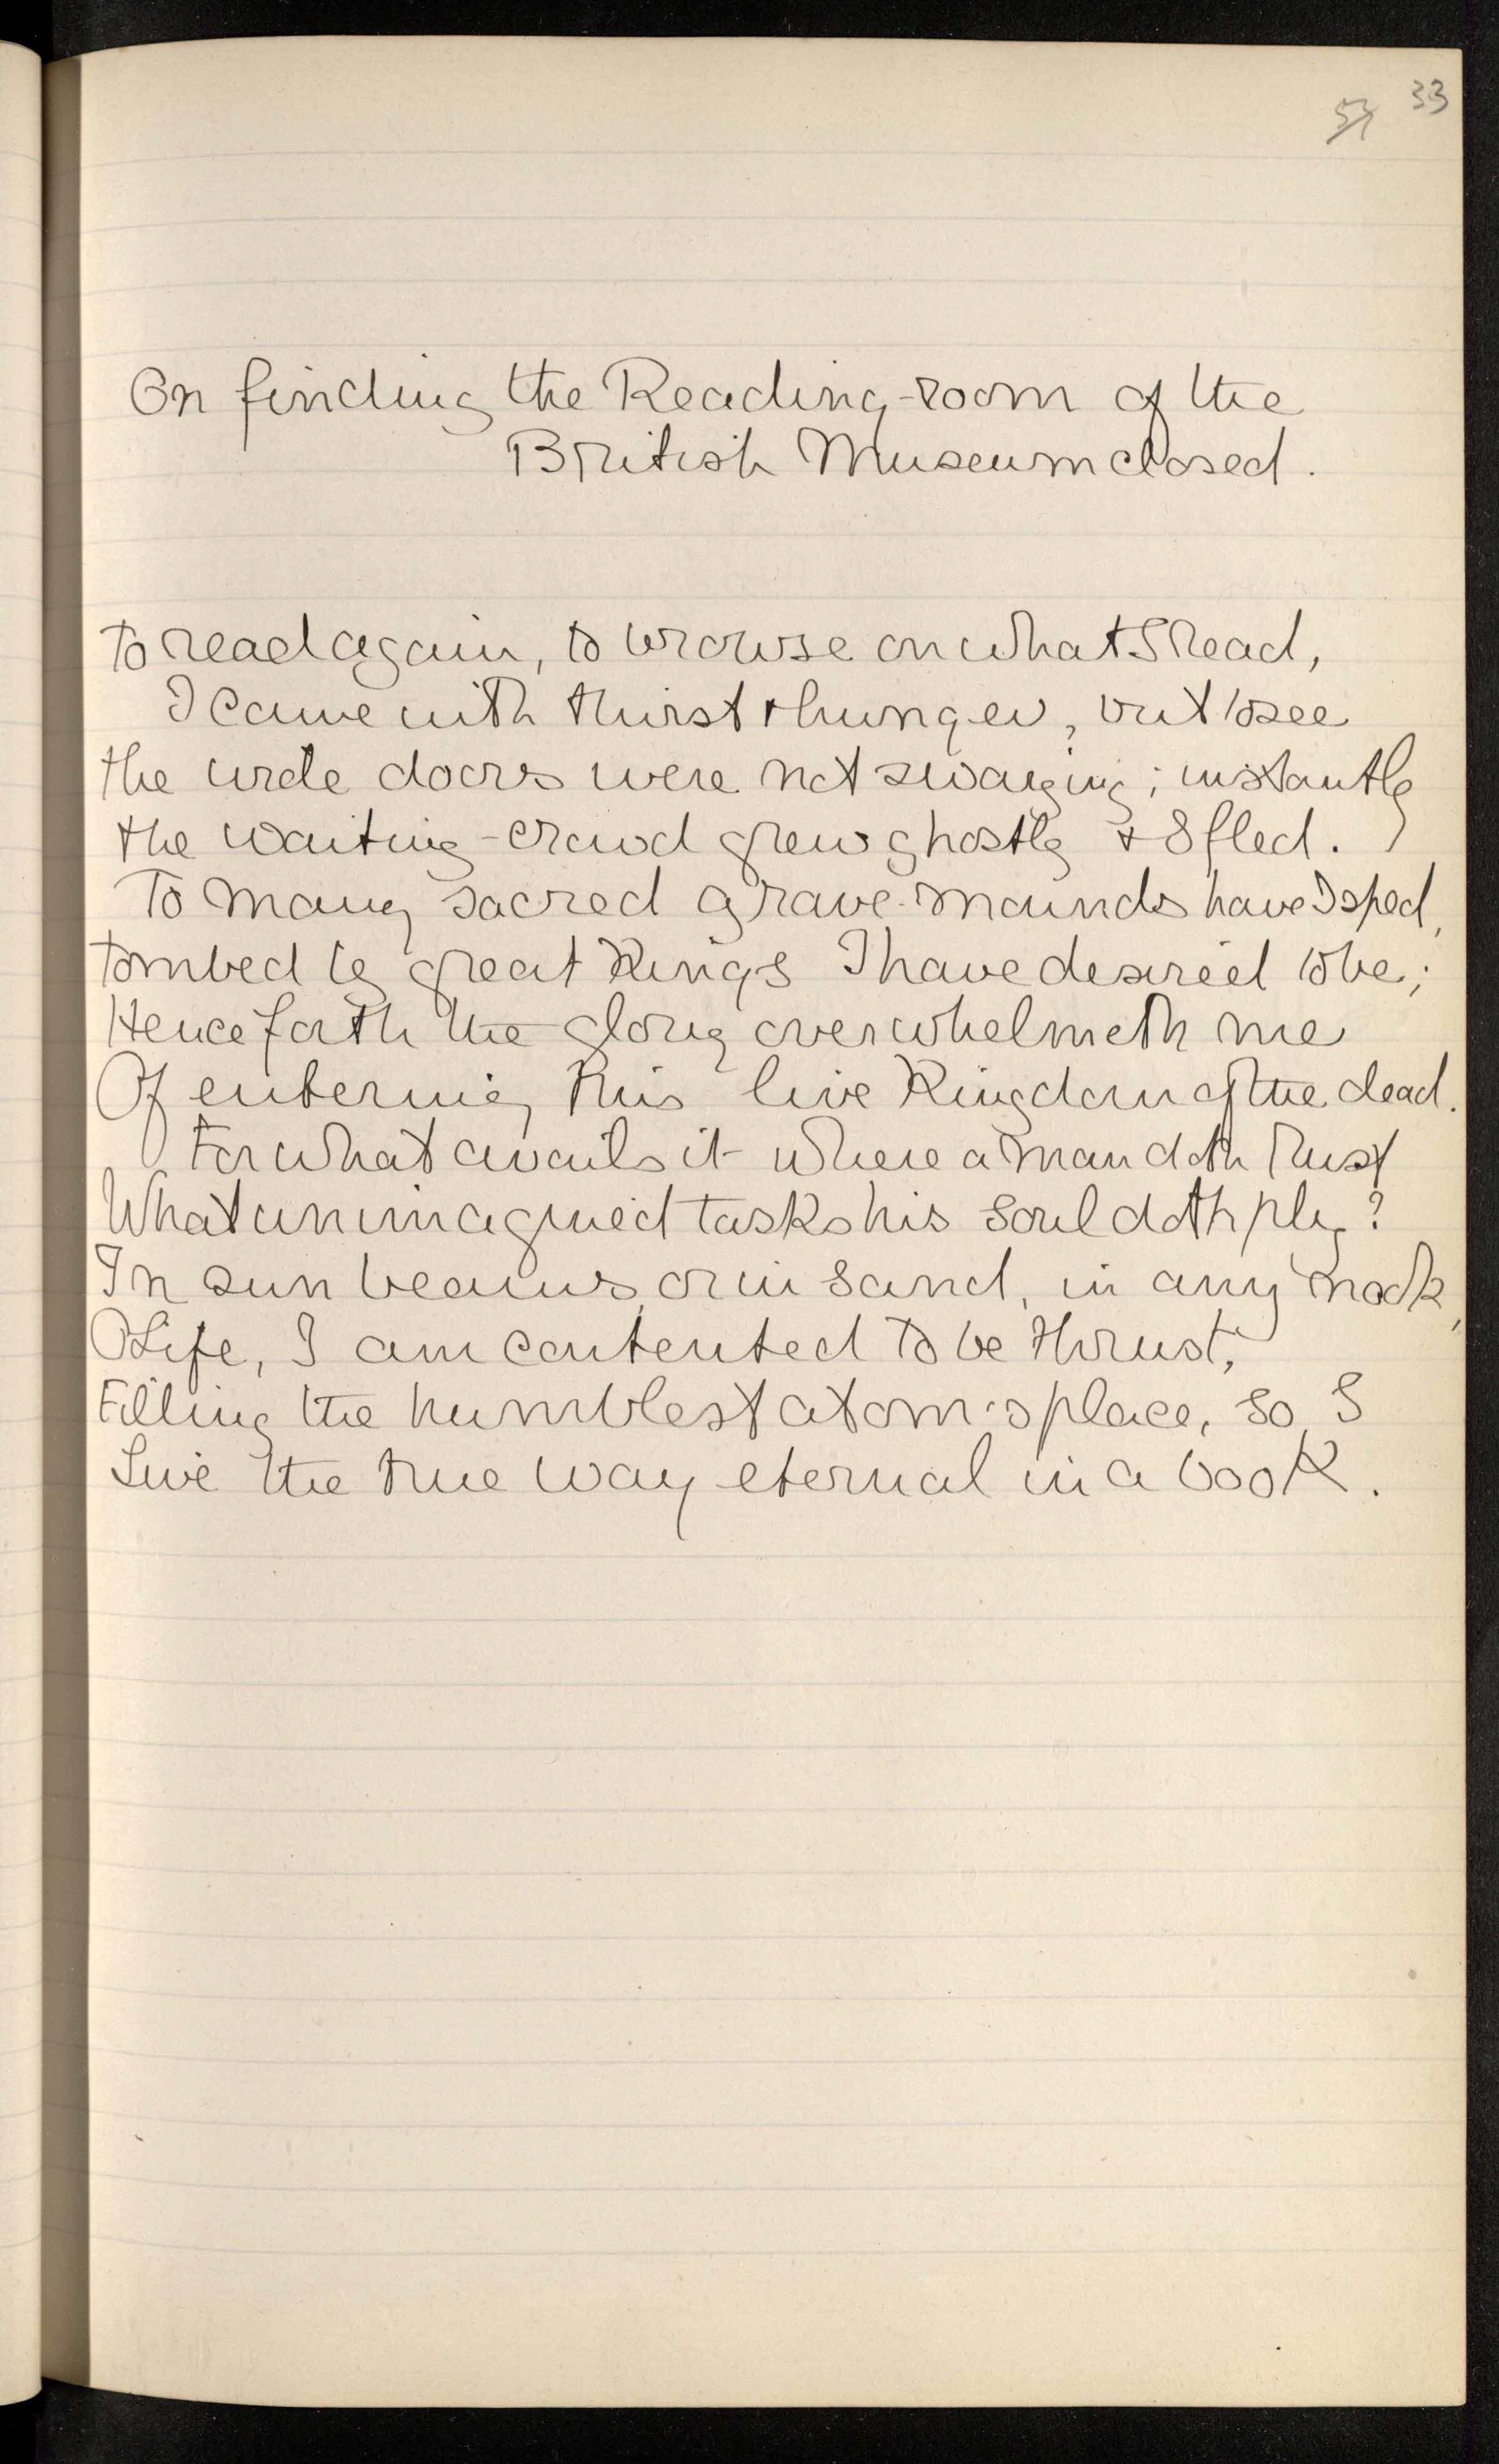 33
On finding the Reading-room of the
British Museum closed.
To read again, to browse on what I read,
I came with thirst & hunger, but to see
the wide doors were not swinging; instantly
the waiting-crowd grew ghostly & I fled.
To many sacred grave-mounds have I sped,
tombed by great Kings I have desired to be;
Henceforth the glory overwhelmeth me
Of entering this live Kingdom of the dead.
For what avails it where a man doth rust
What unimagined tasks his soul doth ply?
In sun beams, or in sand, in any nook,
O Life, I am contented to be thrust,
Filling the humblest atom's place, so I
Live the true way eternal in a book.